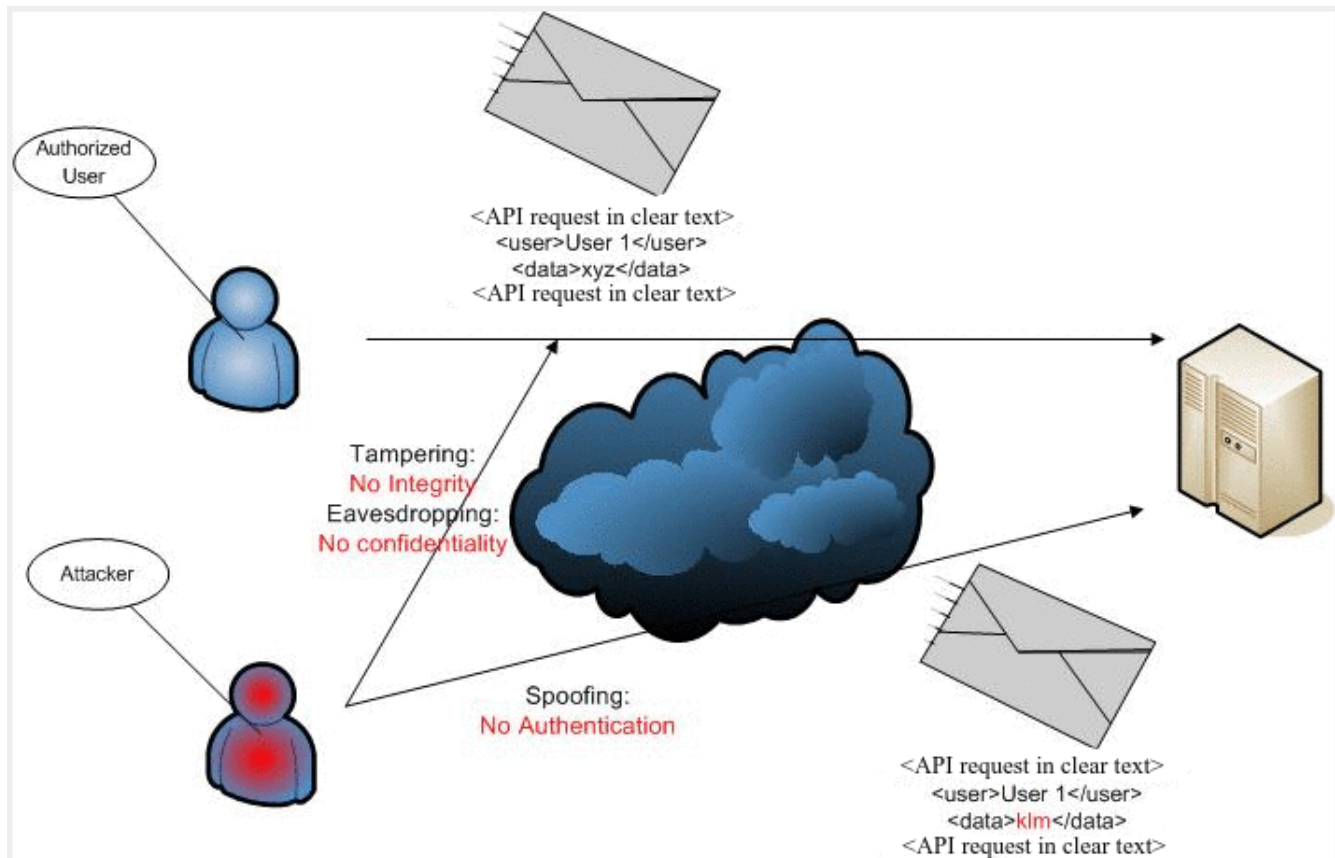 Authorized
User
<API request in clear text>
<user>User 1</user>
<data>xyz</data>
<API request in clear text>
Tampering:
No Integrity
Eavesdropping:
No confidentiality
Attacker
Spoofing:
No Authentication
<API request in clear text>
<user>User 1</user>
<data>klm</data>
<API request in clear text>